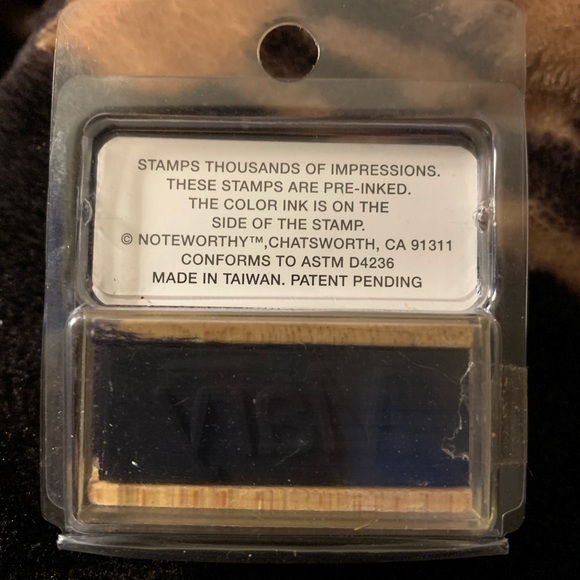 STAMPS THOUSANDS OF IMPRESSIONS.
THESE STAMPS ARE PRE-INKED.
THE COLOR INK IS ON THE
SIDE OF THE STAMP.
© NOTEWORTHY™,CHATSWORTH, CA 91311
CONFORMS TO ASTM D4236
MADE IN TAIWAN. PATENT PENDING